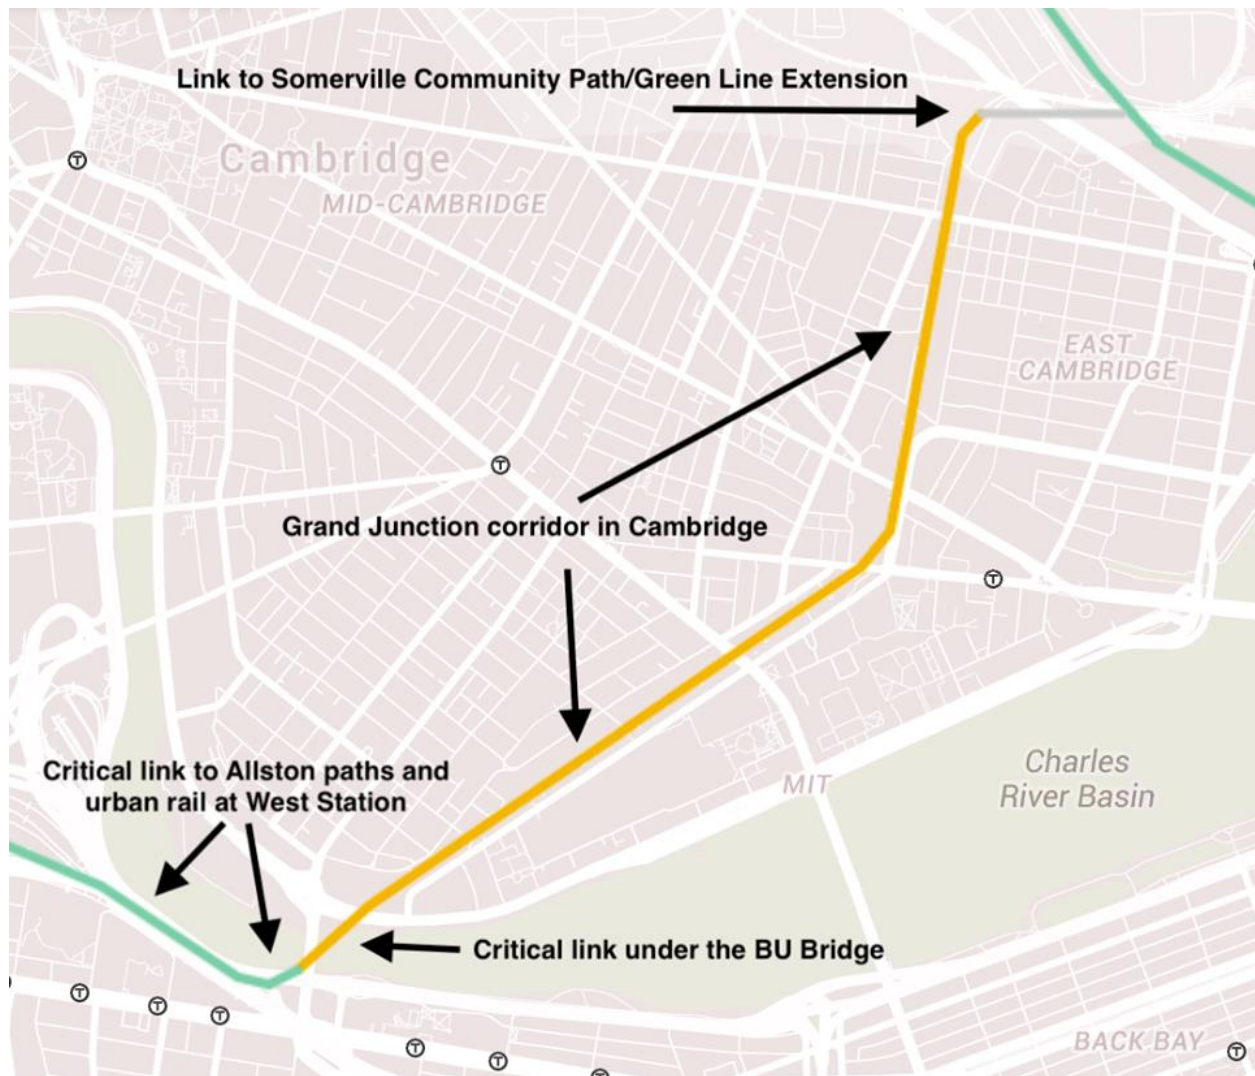 Link to Somerville Community Path/Green Line Extension
Cambridge
MID-CAMBRIDGE
EAST
CAMBRIDGE
Grand Junction corridor in Cambridge
Critical link to Allston paths and
urban rail at West Station
MIT
Charles
River Basin
Critical link under the BU Bridge
BACK BAY
T
T
T
T
T
T
T
T
T